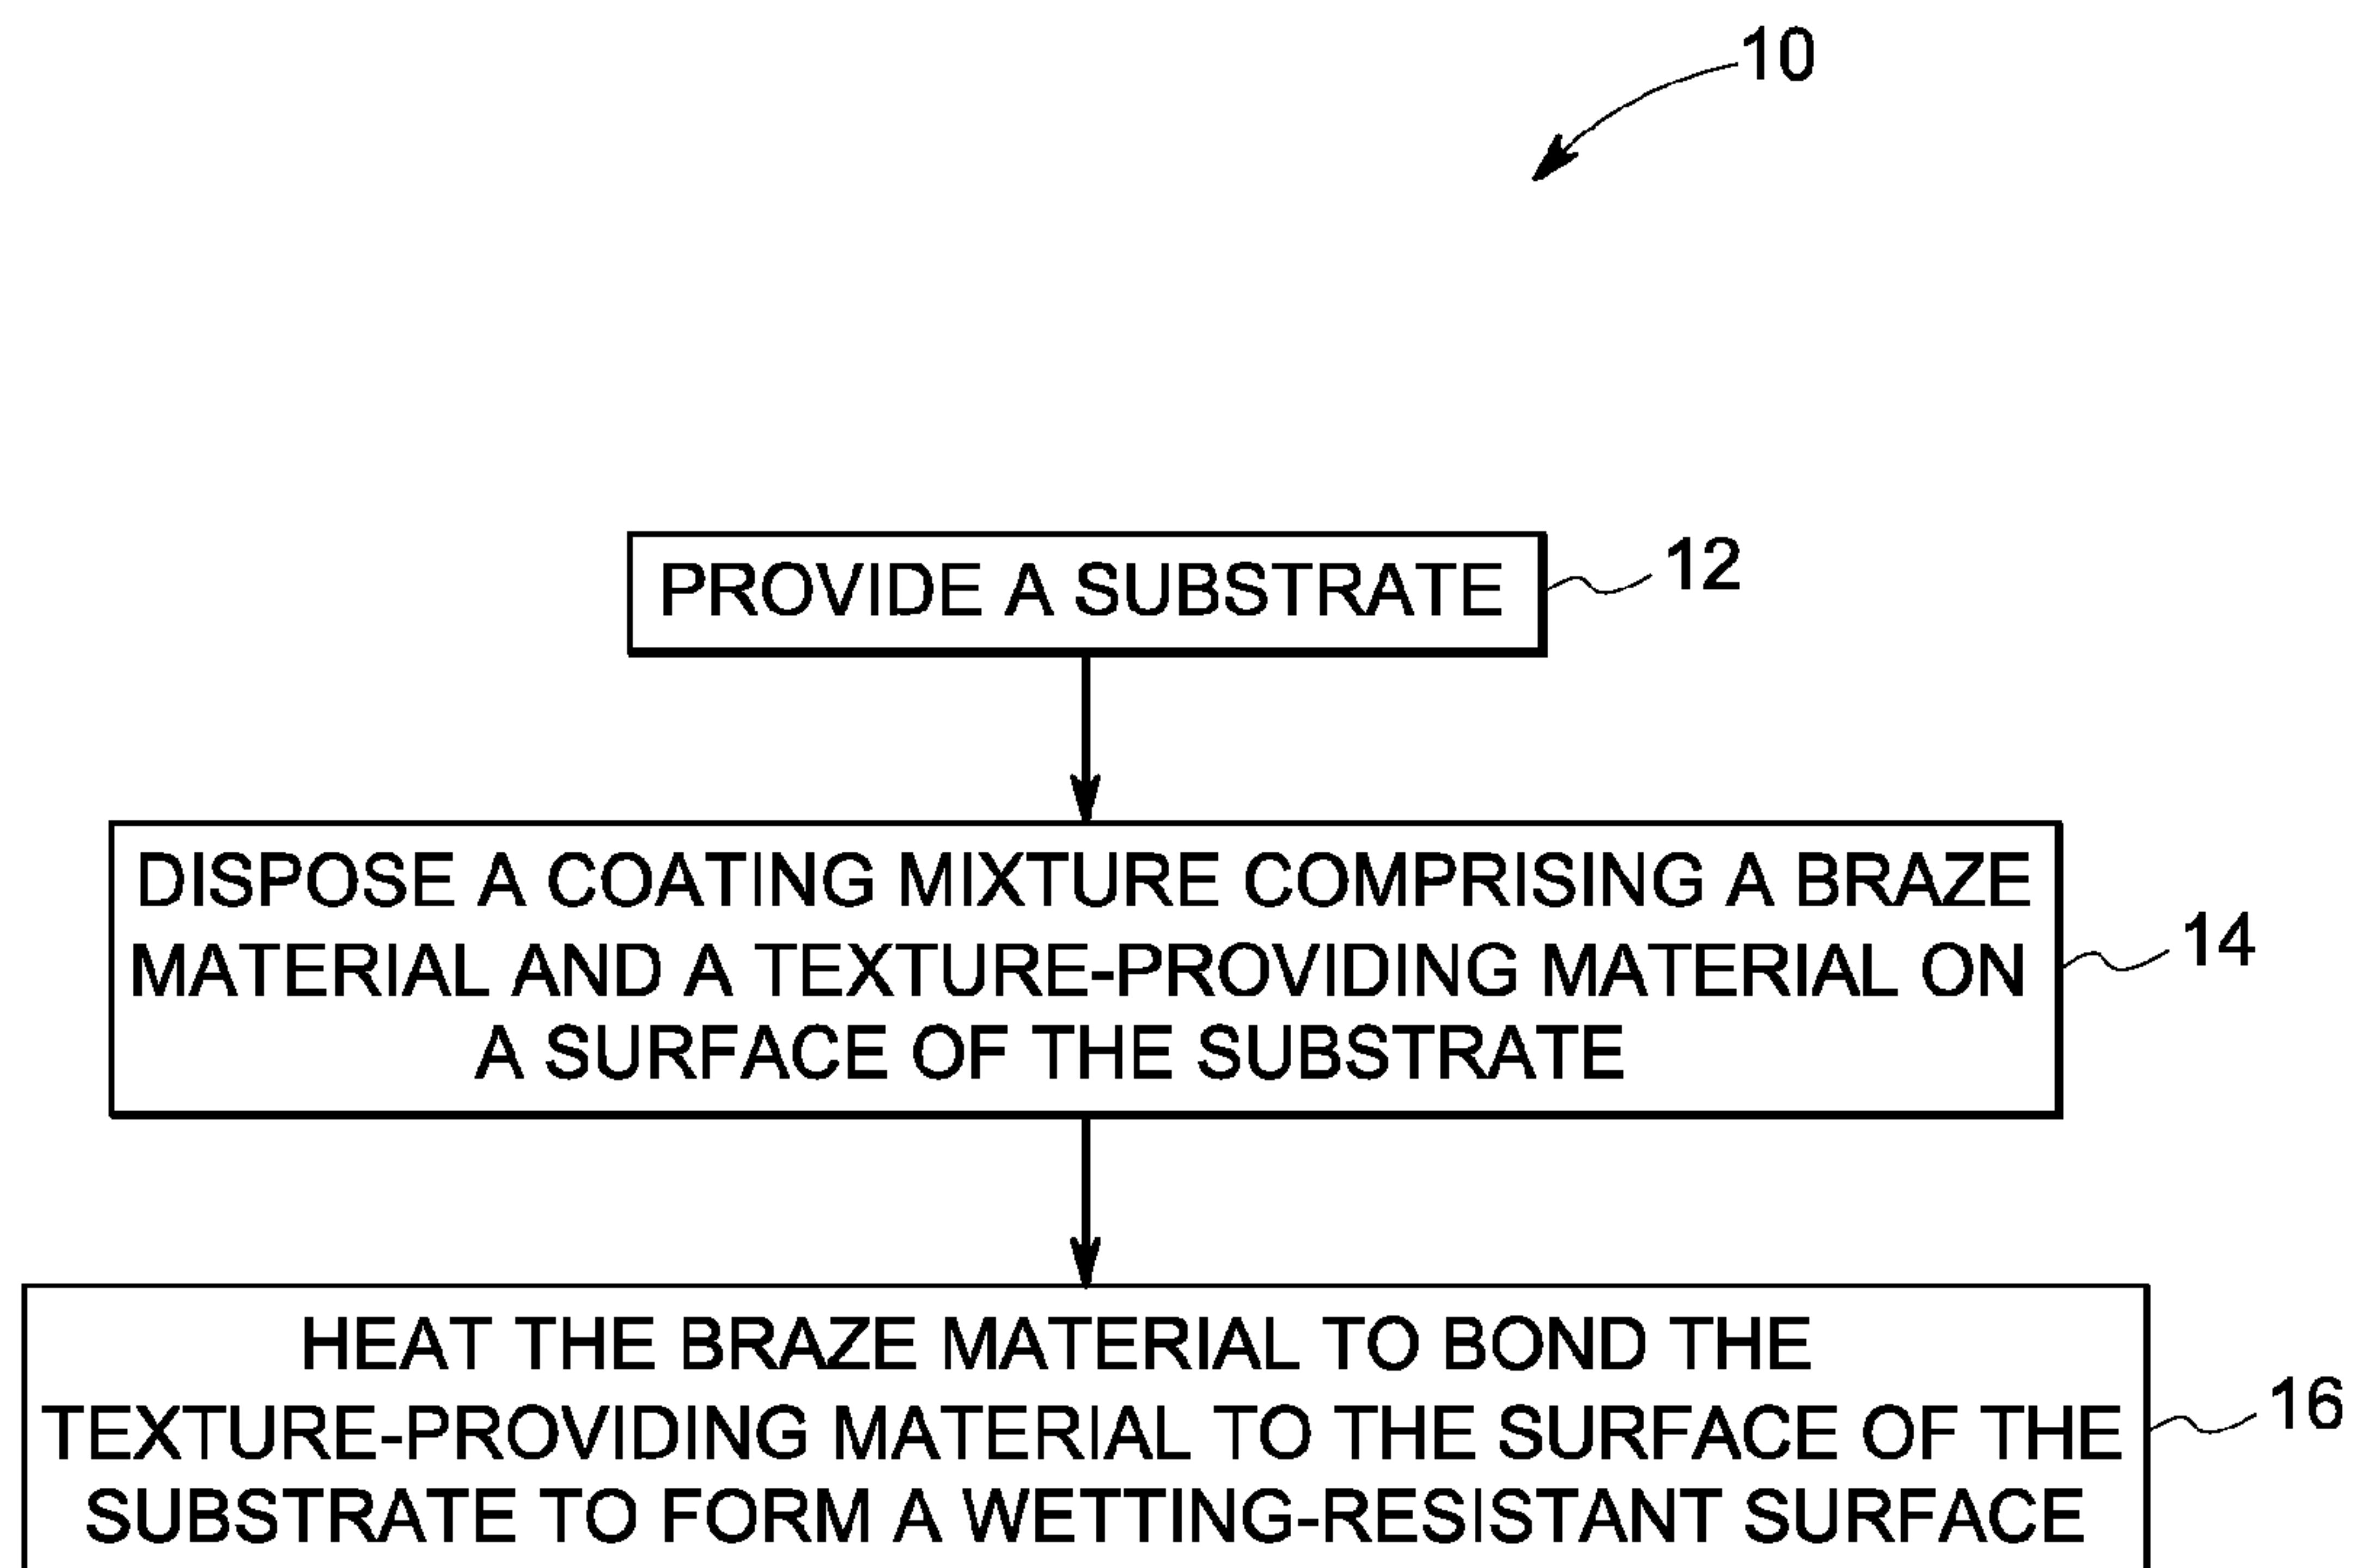 10
PROVIDE A SUBSTRATE
12
DISPOSE A COATING MIXTURE COMPRISING A BRAZE
MATERIAL AND A TEXTURE-PROVIDING MATERIAL ON
A SURFACE OF THE SUBSTRATE
14
HEAT THE BRAZE MATERIAL TO BOND THE
TEXTURE-PROVIDING MATERIAL TO THE SURFACE OF THE
SUBSTRATE TO FORM A WETTING-RESISTANT SURFACE
16